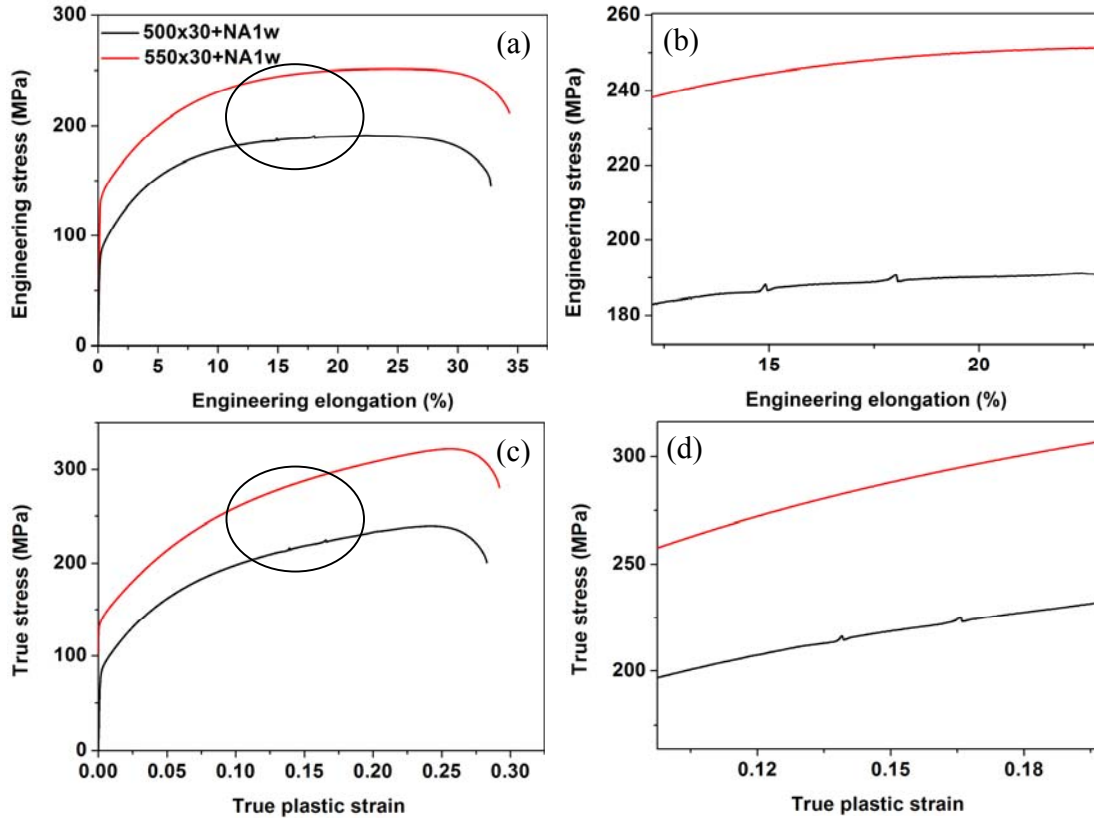 500x30+NA1w
550x30+NA1w
(a)
Engineering stress (MPa)
300
200
100
0
0 5 10 15 20 25 30 35
Engineering elongation (%)
(b)
Engineering stress (MPa)
260
240
220
200
180
15 20
Engineering elongation (%)
(c)
True stress (MPa)
300
200
100
0
0.00 0.05 0.10 0.15 0.20 0.25 0.30
True plastic strain
(d)
True stress (MPa)
300
250
200
0.12 0.15 0.18
True plastic strain